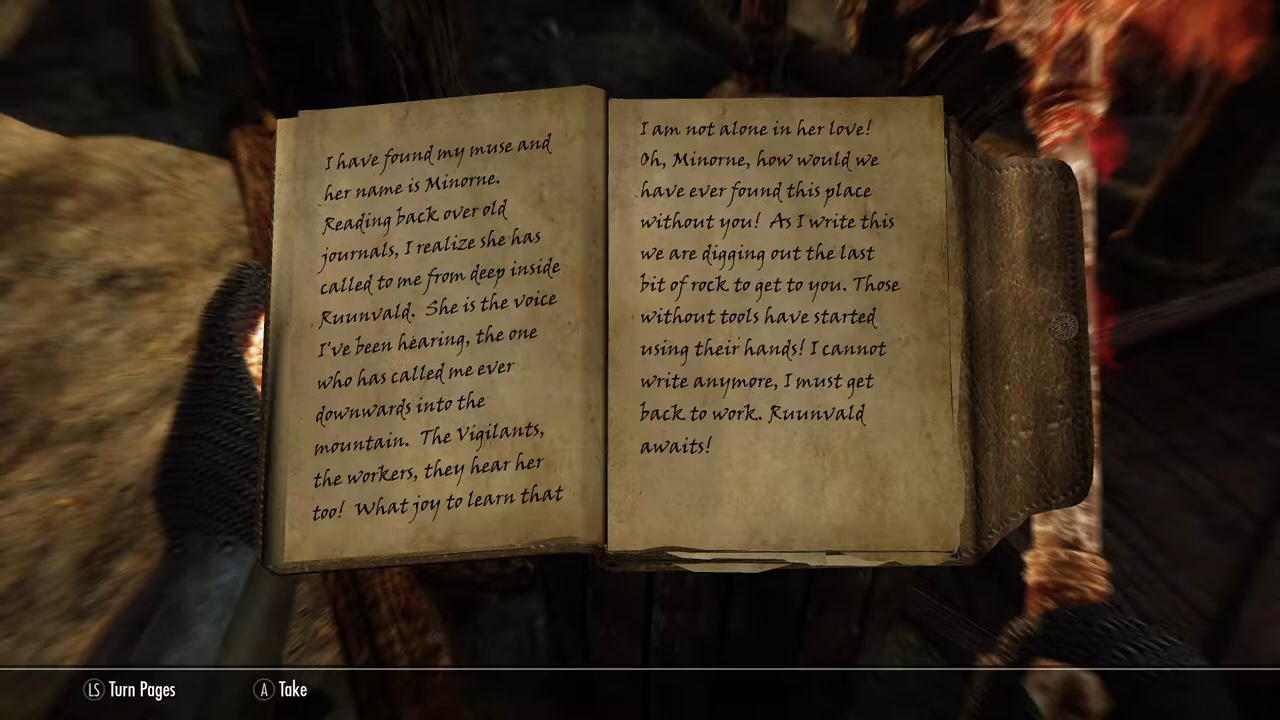 I have found my muse and
her name is Minorne.
Reading back over old
journals, I realize she has
called to me from deep inside
Ruunvald. She is the voice
I've been hearing, the one
who has called me ever
downwards into the
mountain. The Vigilants,
the workers, they hear her
too! What joy to learn that
I am not alone in her love!
Oh, Minorne, how would we
have ever found this place
without you! As I write this
we are digging out the last
bit of rock to get to you. Those
without tools have started
using their hands! I cannot
write anymore, I must get
back to work. Ruunvald
awaits!
LS Turn Pages
A Take